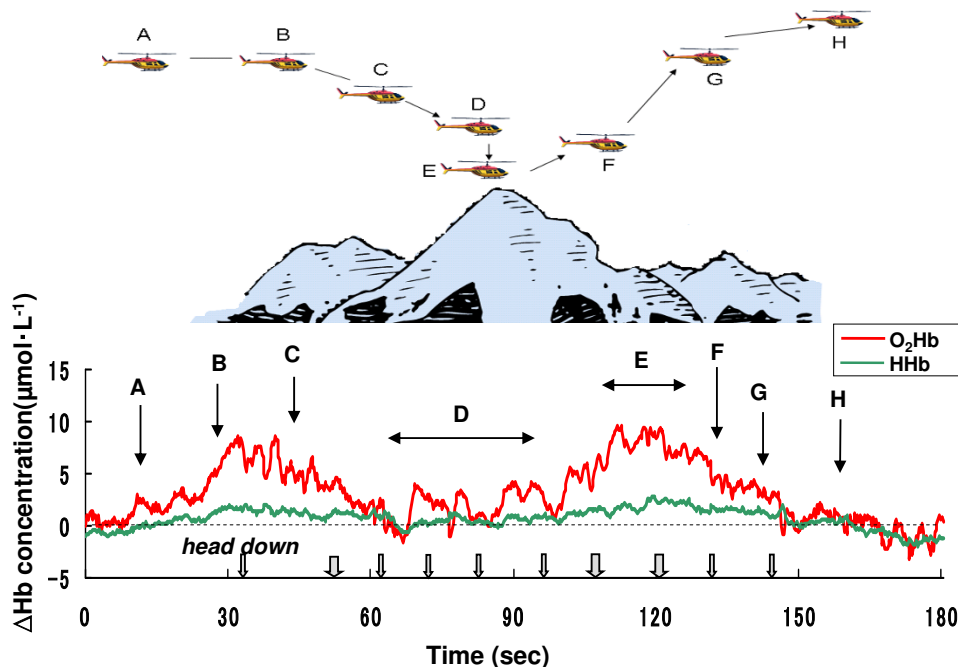 A
B
C
D
E
F
G
H
ΔHb concentration(μmol･L⁻¹)
15
10
5
0
−5
A
B
C
D
E
F
G
H
O₂Hb
HHb
head down
0
30
60
90
120
150
180
Time (sec)